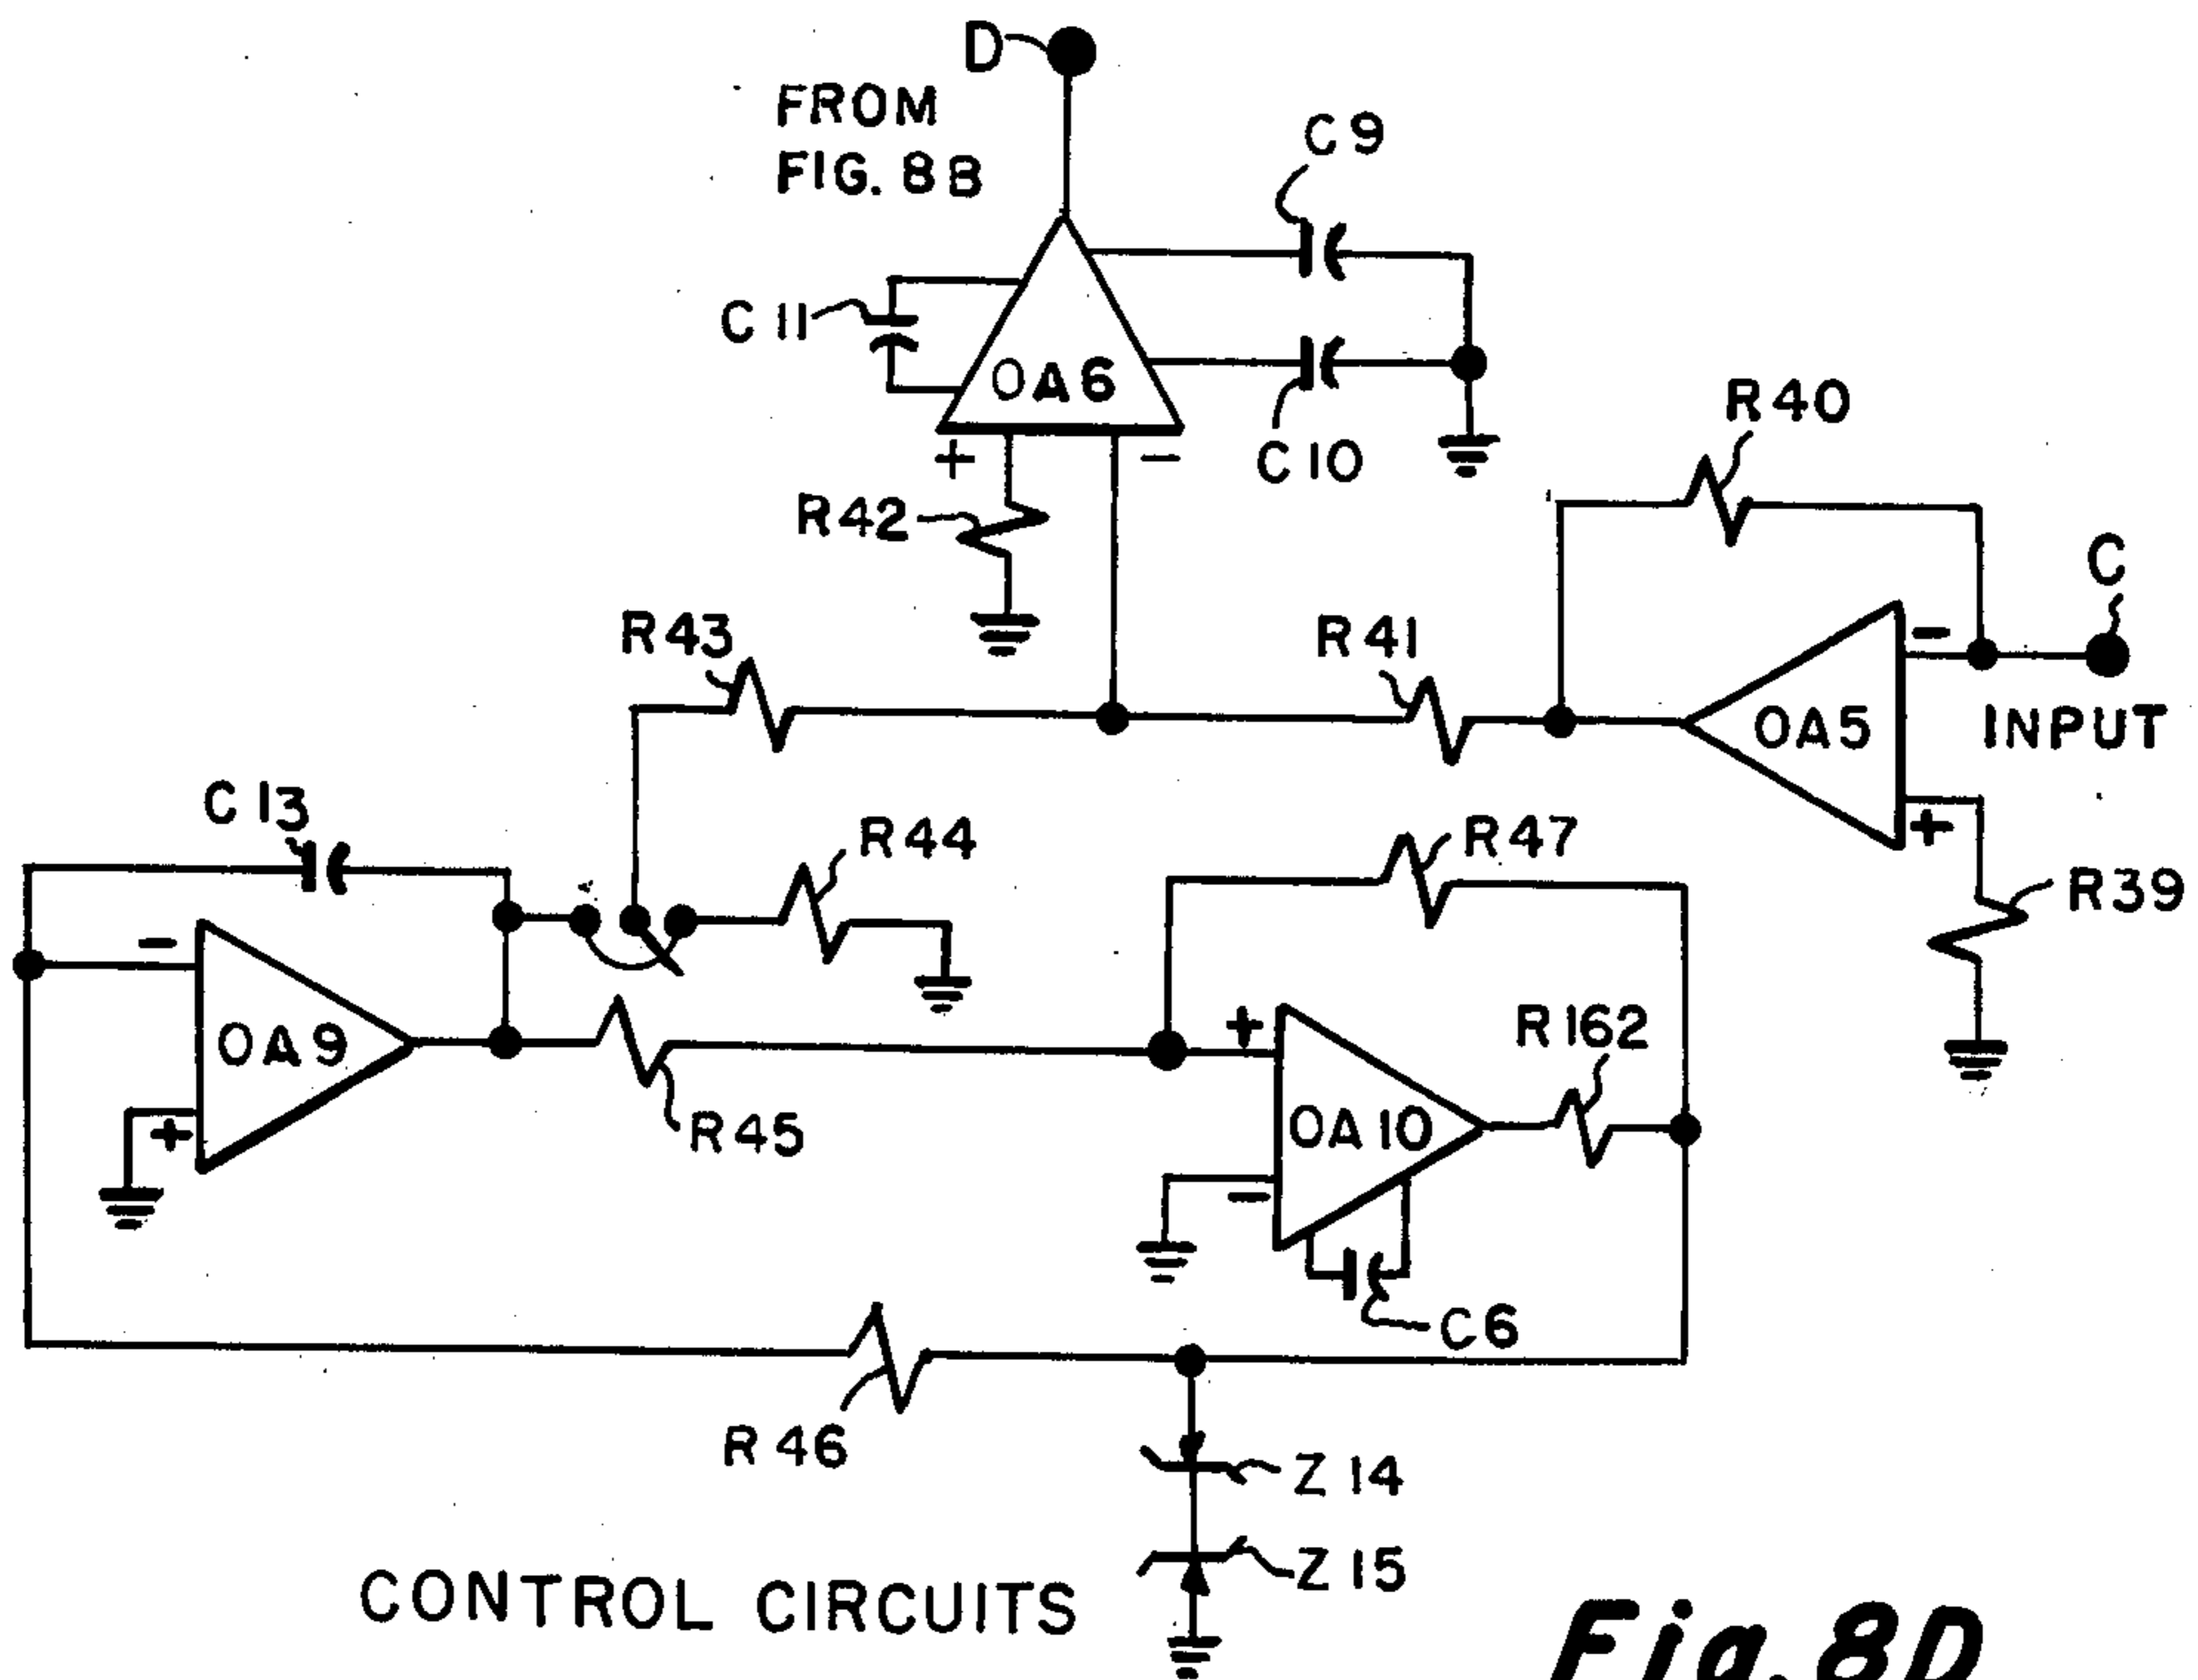 D
FROM
FIG. 8B
C9
C11
OA6
C10
R40
+
-
R42
C
R43
R41
-
OA5
INPUT
C13
R44
R47
+
R39
-
OA9
+
R162
R45
OA10
+
-
C6
R46
Z14
Z15
CONTROL CIRCUITS
Fig. 8D